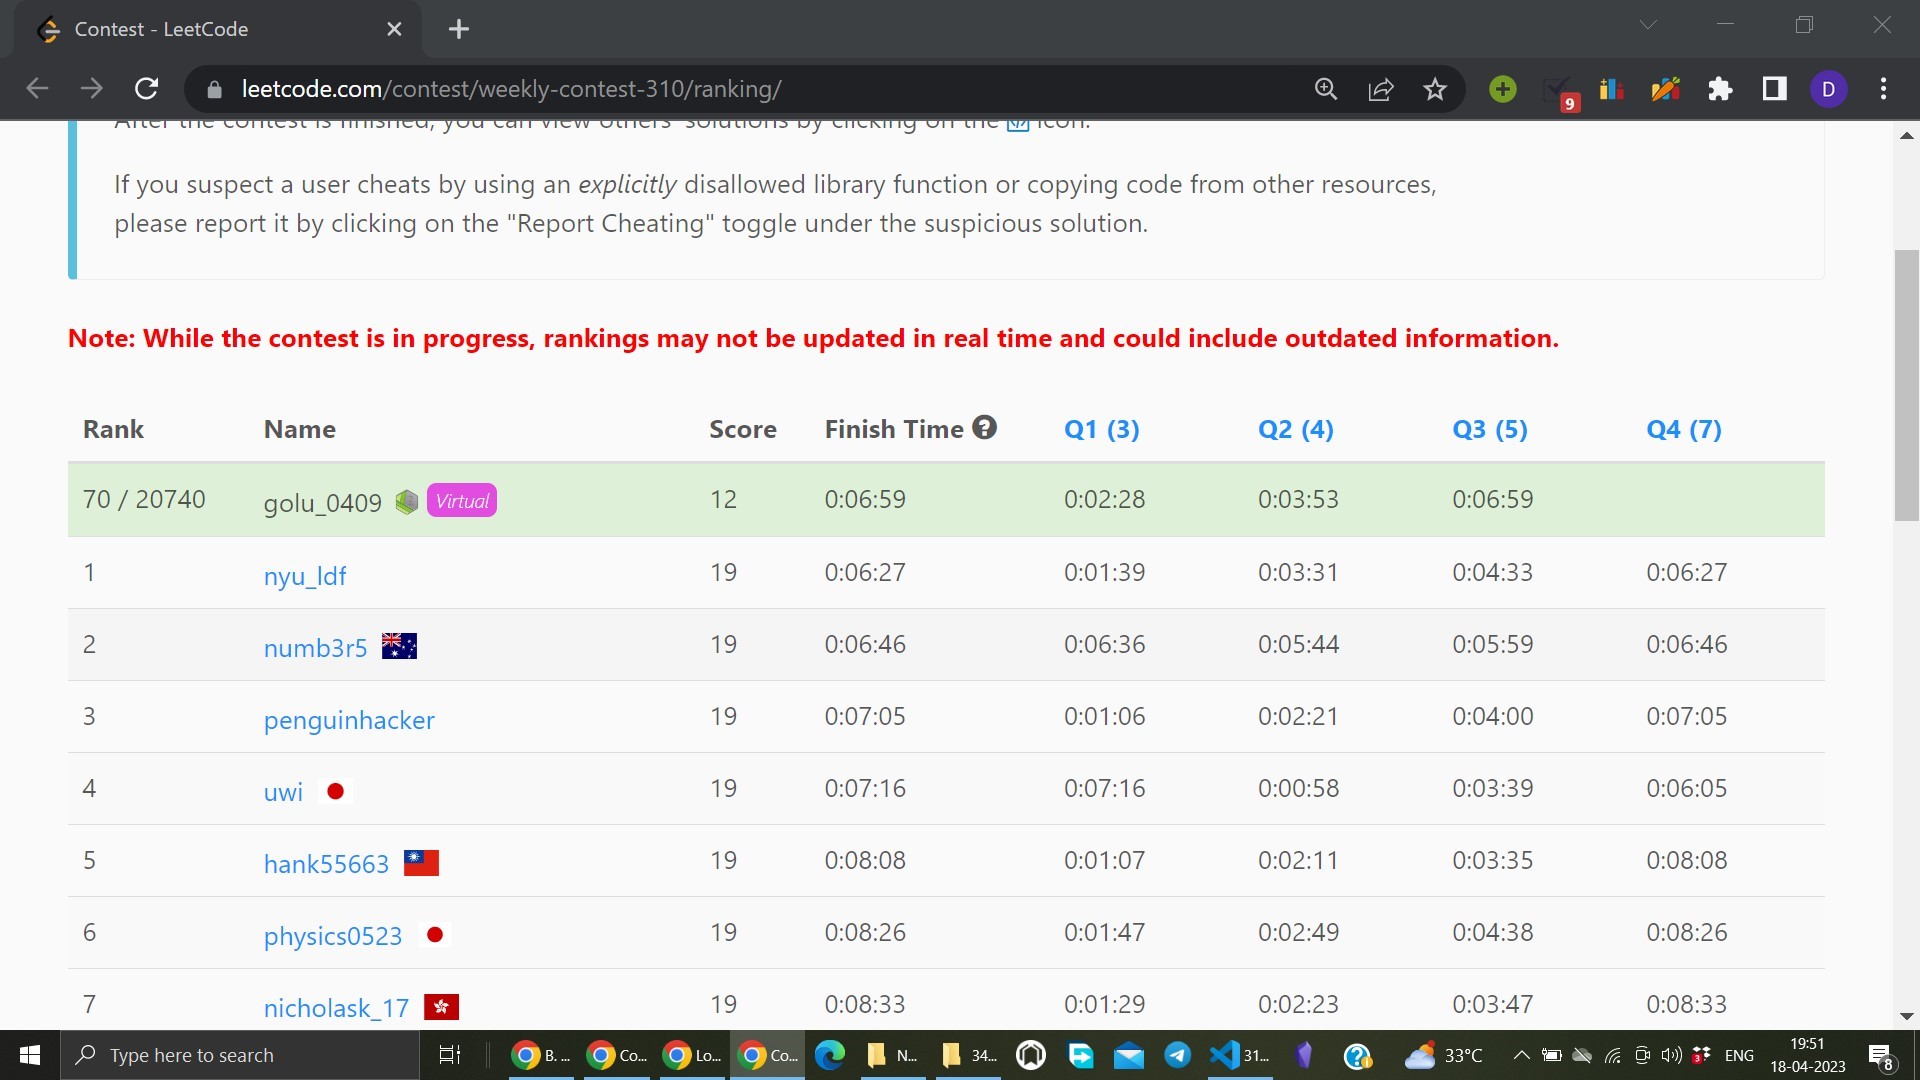 Contest - LeetCode
leetcode.com/contest/weekly-contest-310/ranking/
9
D
After the contest is finished, you can view others' solutions by clicking on the icon.
If you suspect a user cheats by using an explicitly disallowed library function or copying code from other resources,
please report it by clicking on the "Report Cheating" toggle under the suspicious solution.
Note: While the contest is in progress, rankings may not be updated in real time and could include outdated information.
Rank Name Score Finish Time Q1 (3) Q2 (4) Q3 (5) Q4 (7)
70 / 20740 golu_0409 Virtual 12 0:06:59 0:02:28 0:03:53 0:06:59
1 nyu_ldf 19 0:06:27 0:01:39 0:03:31 0:04:33 0:06:27
2 numb3r5 19 0:06:46 0:06:36 0:05:44 0:05:59 0:06:46
3 penguinhacker 19 0:07:05 0:01:06 0:02:21 0:04:00 0:07:05
4 uwi 19 0:07:16 0:07:16 0:00:58 0:03:39 0:06:05
5 hank55663 19 0:08:08 0:01:07 0:02:11 0:03:35 0:08:08
6 physics0523 19 0:08:26 0:01:47 0:02:49 0:04:38 0:08:26
7 nicholask_17 19 0:08:33 0:01:29 0:02:23 0:03:47 0:08:33
Type here to search B. ... Co... Lo... Co... N... 34... 31... 33°C 3 ENG 19:51
18-04-2023 8